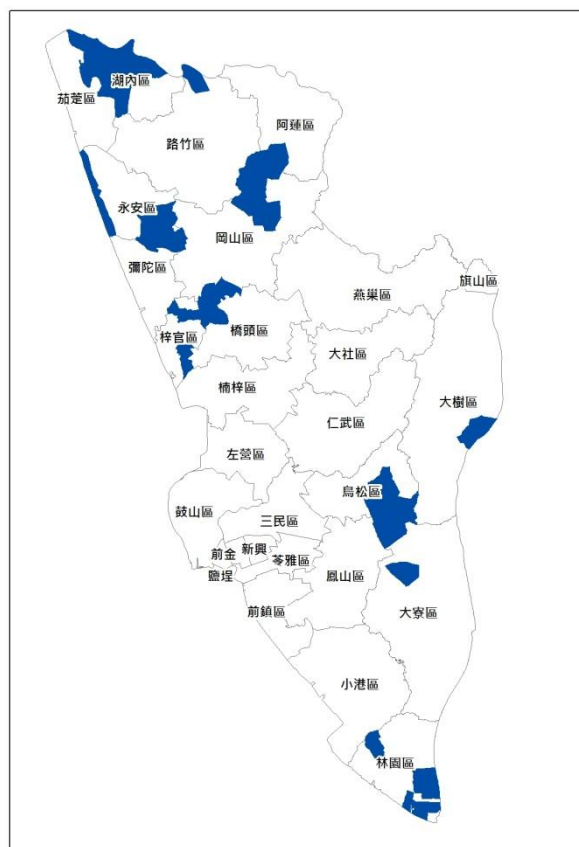 湖內區
茄萣區
阿蓮區
路竹區
永安區
岡山區
彌陀區
旗山區
燕巢區
梓官區
橋頭區
大社區
楠梓區
大樹區
仁武區
左營區
鳥松區
鼓山區
三民區
前金
新興
苓雅區
鹽埕
鳳山區
前鎮區
大寮區
小港區
林園區